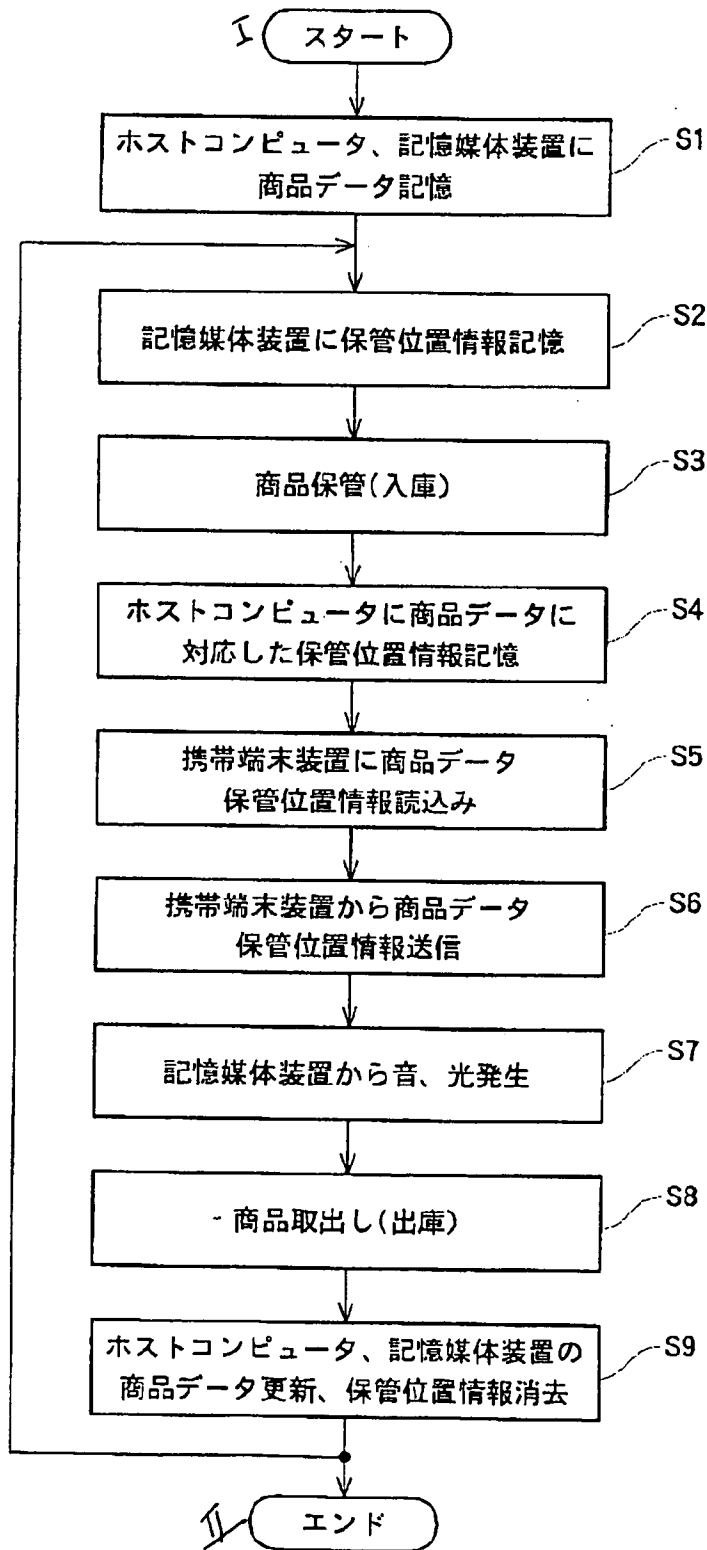 I スタート
ホストコンピュータ、記憶媒体装置に
商品データ記憶
S1
記憶媒体装置に保管位置情報記憶
S2
商品保管(入庫)
S3
ホストコンピュータに商品データに
対応した保管位置情報記憶
S4
携帯端末装置に商品データ
保管位置情報読込み
S5
携帯端末装置から商品データ
保管位置情報送信
S6
記憶媒体装置から音、光発生
S7
商品取出し(出庫)
S8
ホストコンピュータ、記憶媒体装置の
商品データ更新、保管位置情報消去
S9
II エンド